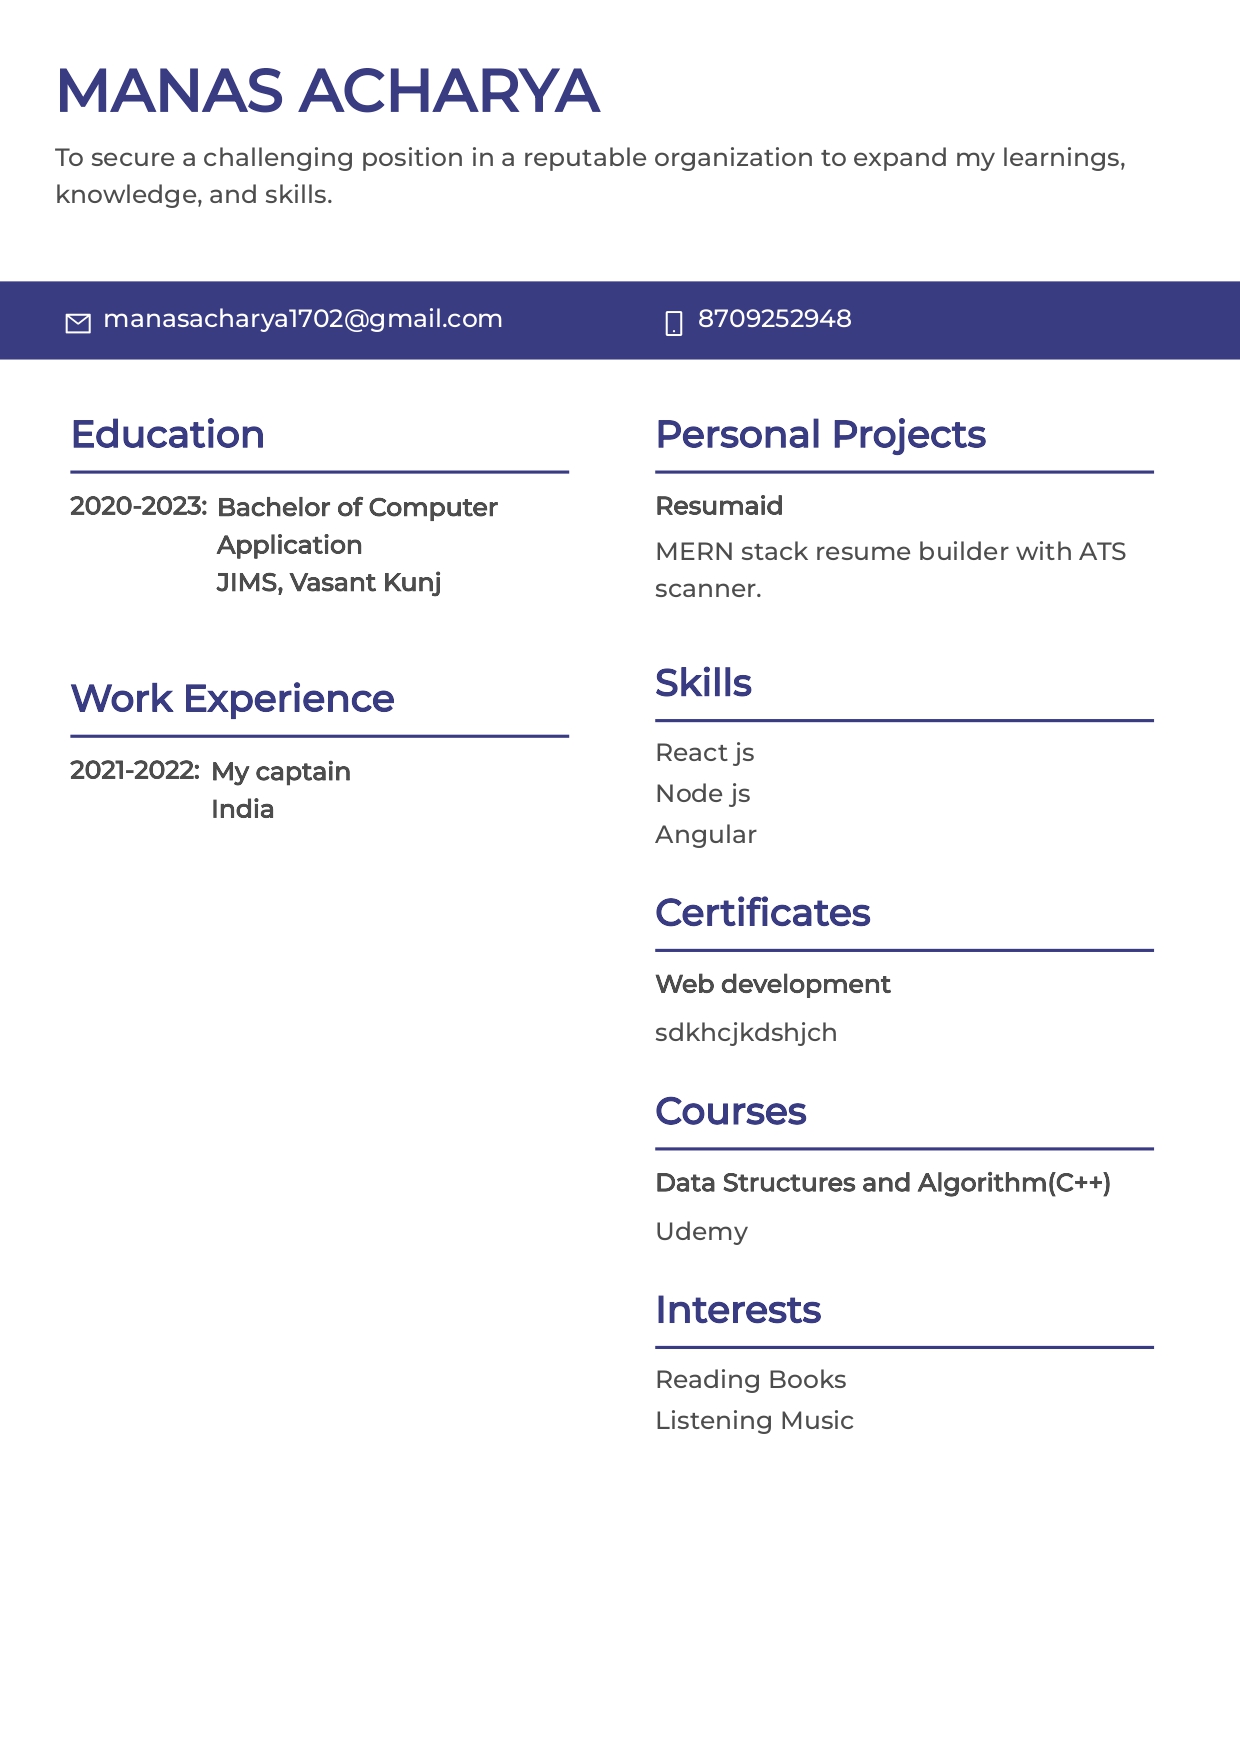 MANAS ACHARYA
To secure a challenging position in a reputable organization to expand my learnings,
knowledge, and skills.
manasacharya1702@gmail.com
8709252948
Education
2020-2023: Bachelor of Computer
Application
JIMS, Vasant Kunj
Work Experience
2021-2022: My captain
India
Personal Projects
Resumaid
MERN stack resume builder with ATS
scanner.
Skills
React js
Node js
Angular
Certificates
Web development
sdkhcjkdshjch
Courses
Data Structures and Algorithm(C++)
Udemy
Interests
Reading Books
Listening Music